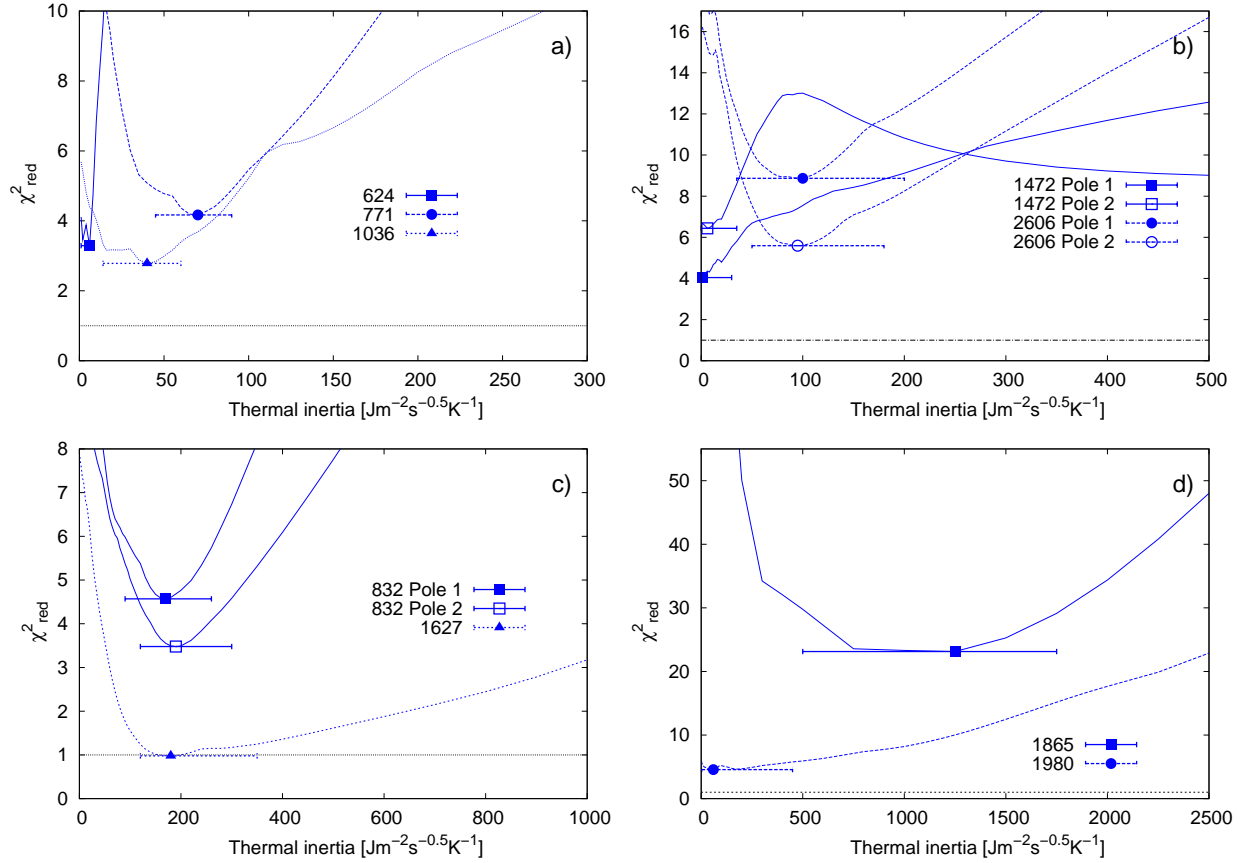 a)
χ²red
10
8
6
4
2
0
624
771
1036
0 50 100 150 200 250 300
Thermal inertia [Jm⁻²s⁻⁰·⁵K⁻¹]
b)
χ²red
16
14
12
10
8
6
4
2
0
1472 Pole 1
1472 Pole 2
2606 Pole 1
2606 Pole 2
0 100 200 300 400 500
Thermal inertia [Jm⁻²s⁻⁰·⁵K⁻¹]
c)
χ²red
8
7
6
5
4
3
2
1
0
832 Pole 1
832 Pole 2
1627
0 200 400 600 800 1000
Thermal inertia [Jm⁻²s⁻⁰·⁵K⁻¹]
d)
χ²red
50
40
30
20
10
0
1865
1980
0 500 1000 1500 2000 2500
Thermal inertia [Jm⁻²s⁻⁰·⁵K⁻¹]